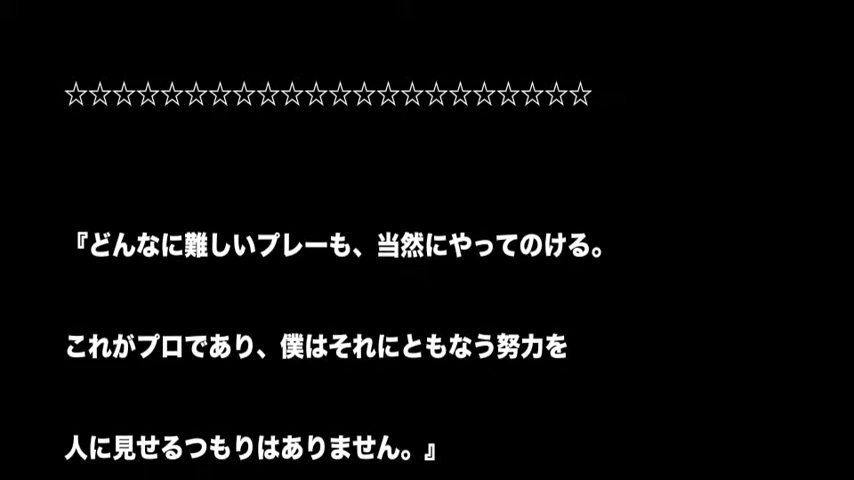 ☆☆☆☆☆☆☆☆☆☆☆☆☆☆☆☆☆☆☆☆☆☆
『どんなに難しいプレーも、当然にやってのける。
これがプロであり、僕はそれにともなう努力を
人に見せるつもりはありません。』